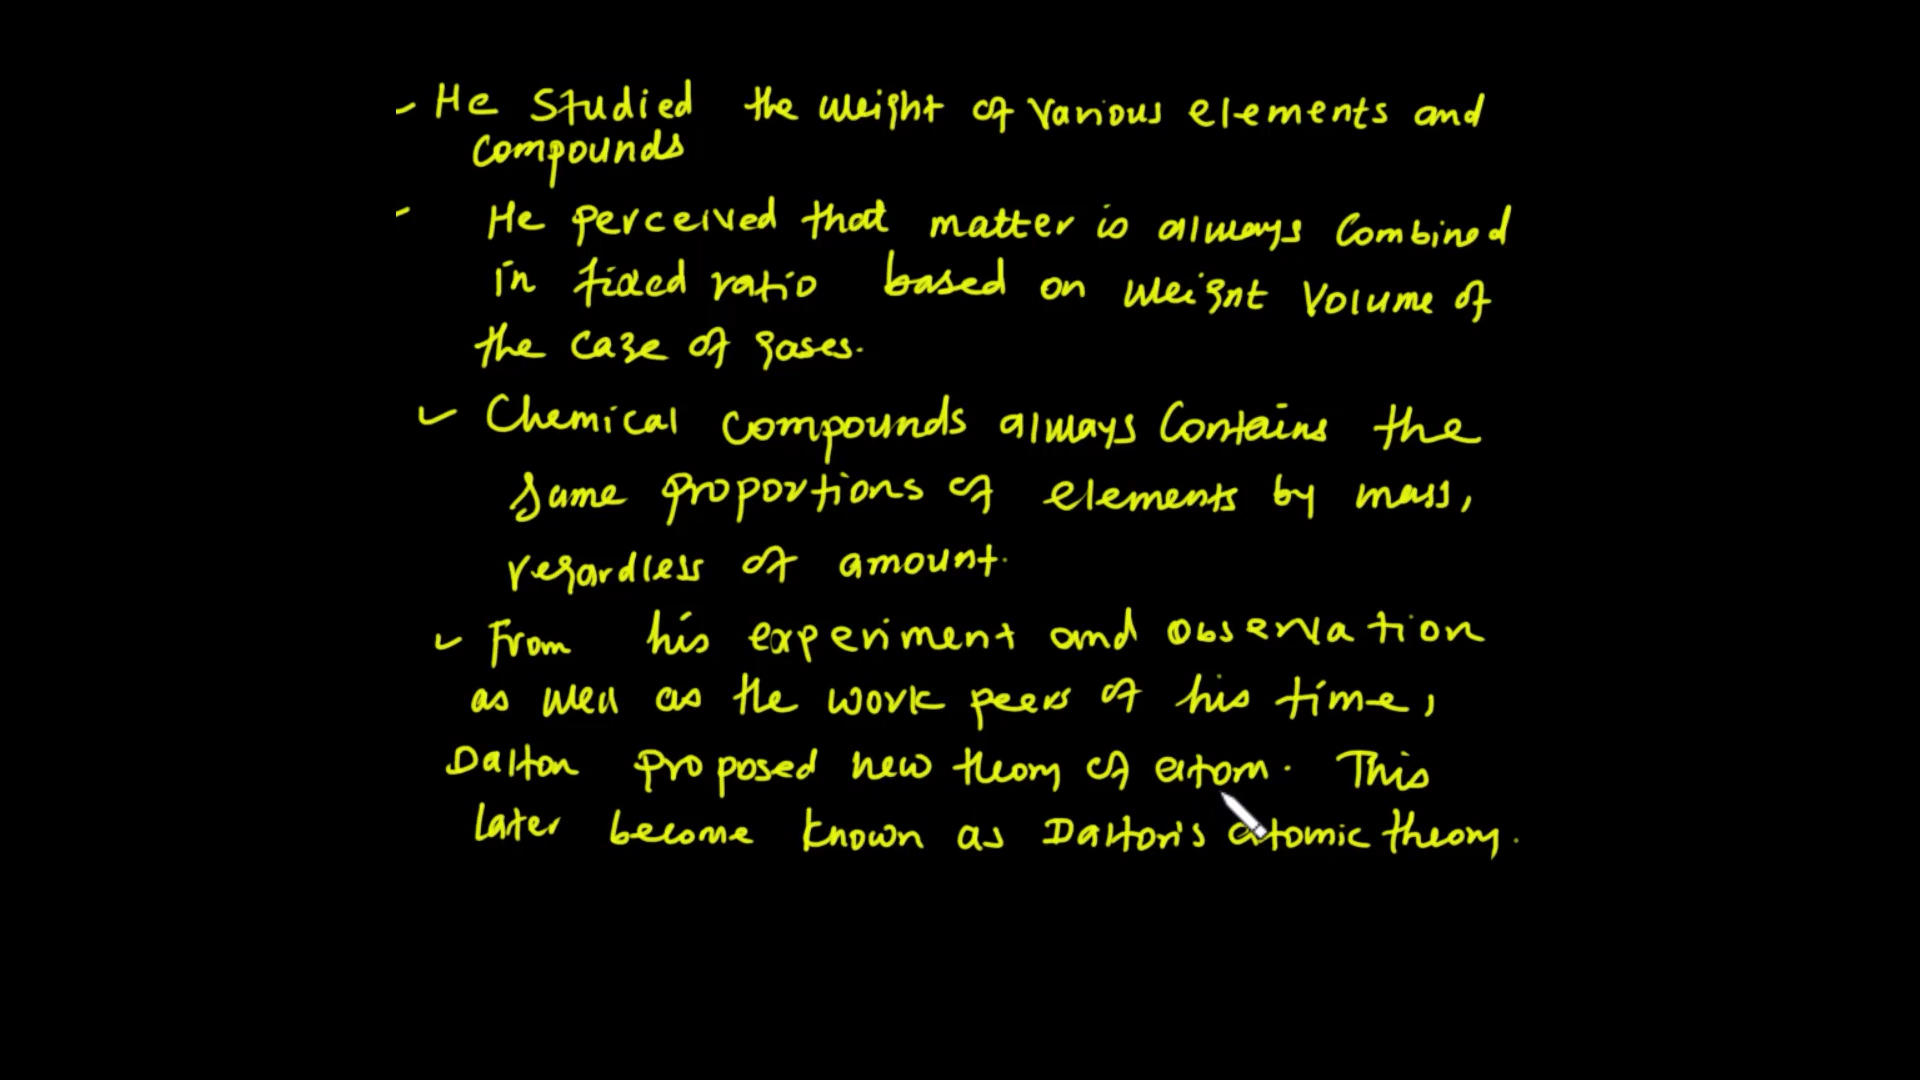 - He studied the weight of various elements and
compounds
- He perceived that matter is always combined
in fixed ratio based on weight volume of
the case of gases.
✓ Chemical compounds always contains the
same proportions of elements by mass,
regardless of amount.
✓ From his experiment and observation
as well as the work peers of his time,
Dalton proposed new theory of atom. This
later become known as Dalton's atomic theory.